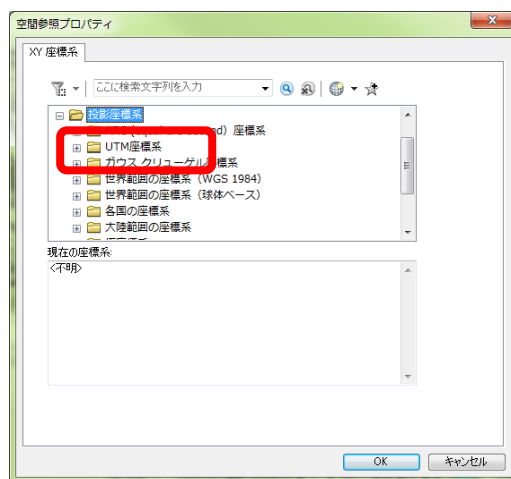 空間参照プロパティ
XY 座標系
ここに検索文字列を入力
投影座標系
座標系
UTM座標系
ガウス クリューゲル
世界範囲の座標系（WGS 1984）
世界範囲の座標系（球体ベース）
各国の座標系
大陸範囲の座標系
現在の座標系:
<不明>
OK
キャンセル